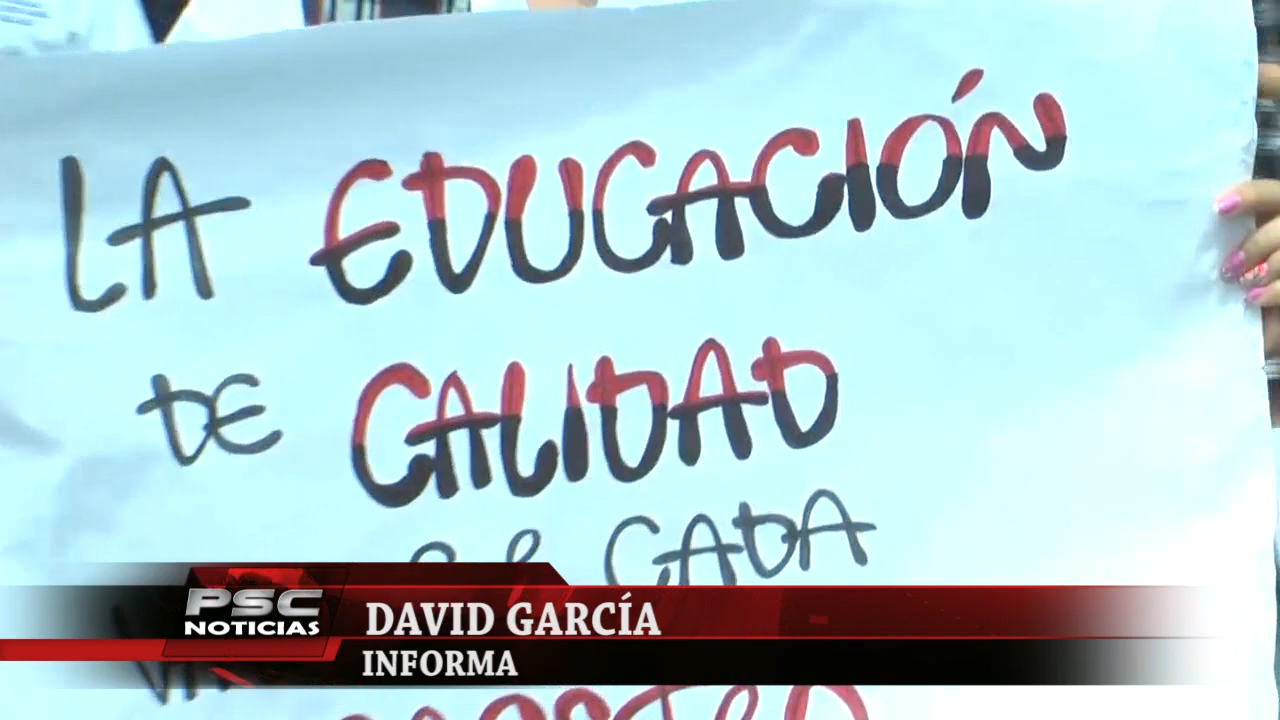 LA EDUCACIÓN
DE CALIDAD
CADA
PSC
NOTICIAS
DAVID GARCÍA
INFORMA